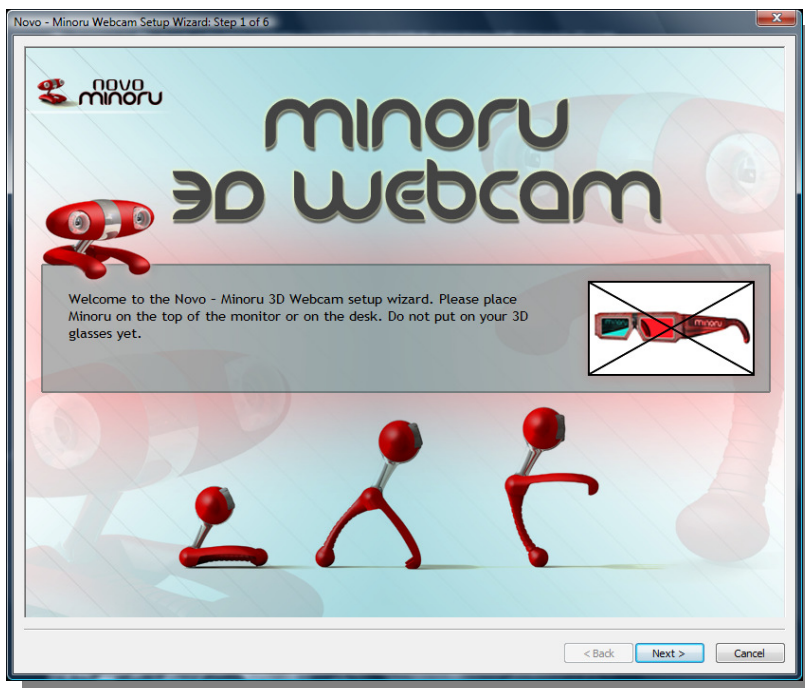 Novo - Minoru Webcam Setup Wizard: Step 1 of 6
novo
minoru
minoru
3D webcam
Welcome to the Novo - Minoru 3D Webcam setup wizard. Please place
Minoru on the top of the monitor or on the desk. Do not put on your 3D
glasses yet.
minoru
minoru
< Back
Next >
Cancel